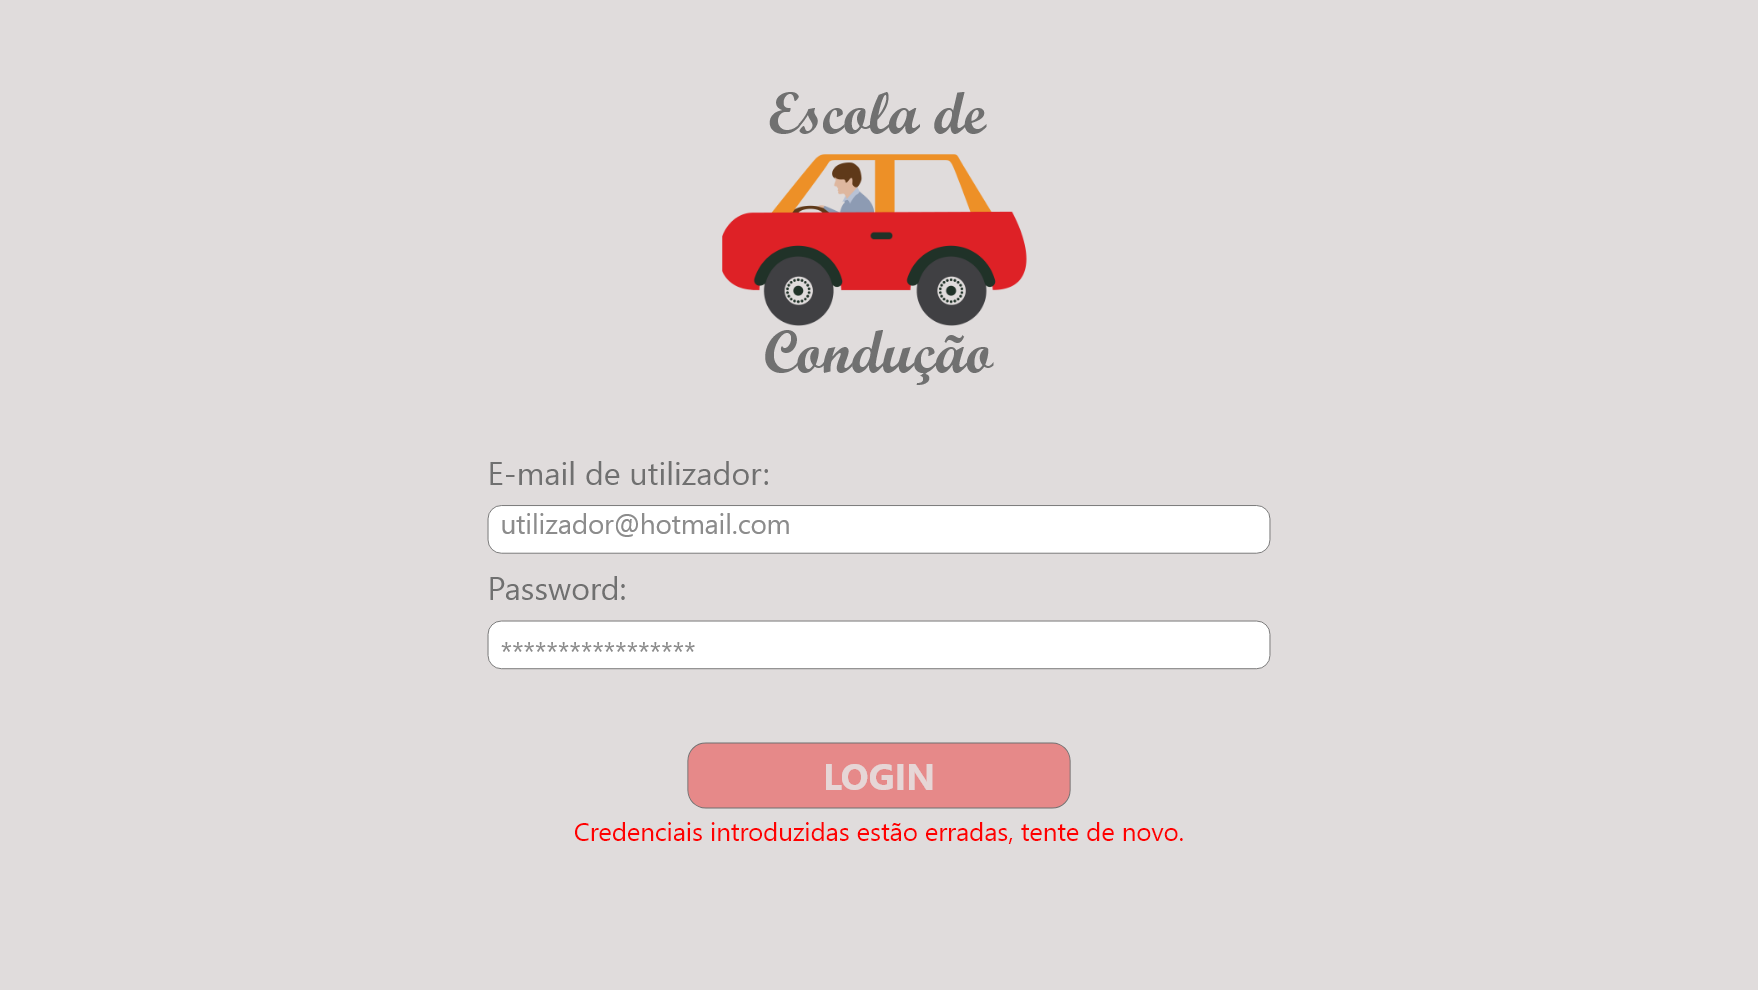 Escola de
Condução
E-mail de utilizador:
utilizador@hotmail.com
Password:
*****************
LOGIN
Credenciais introduzidas estão erradas, tente de novo.